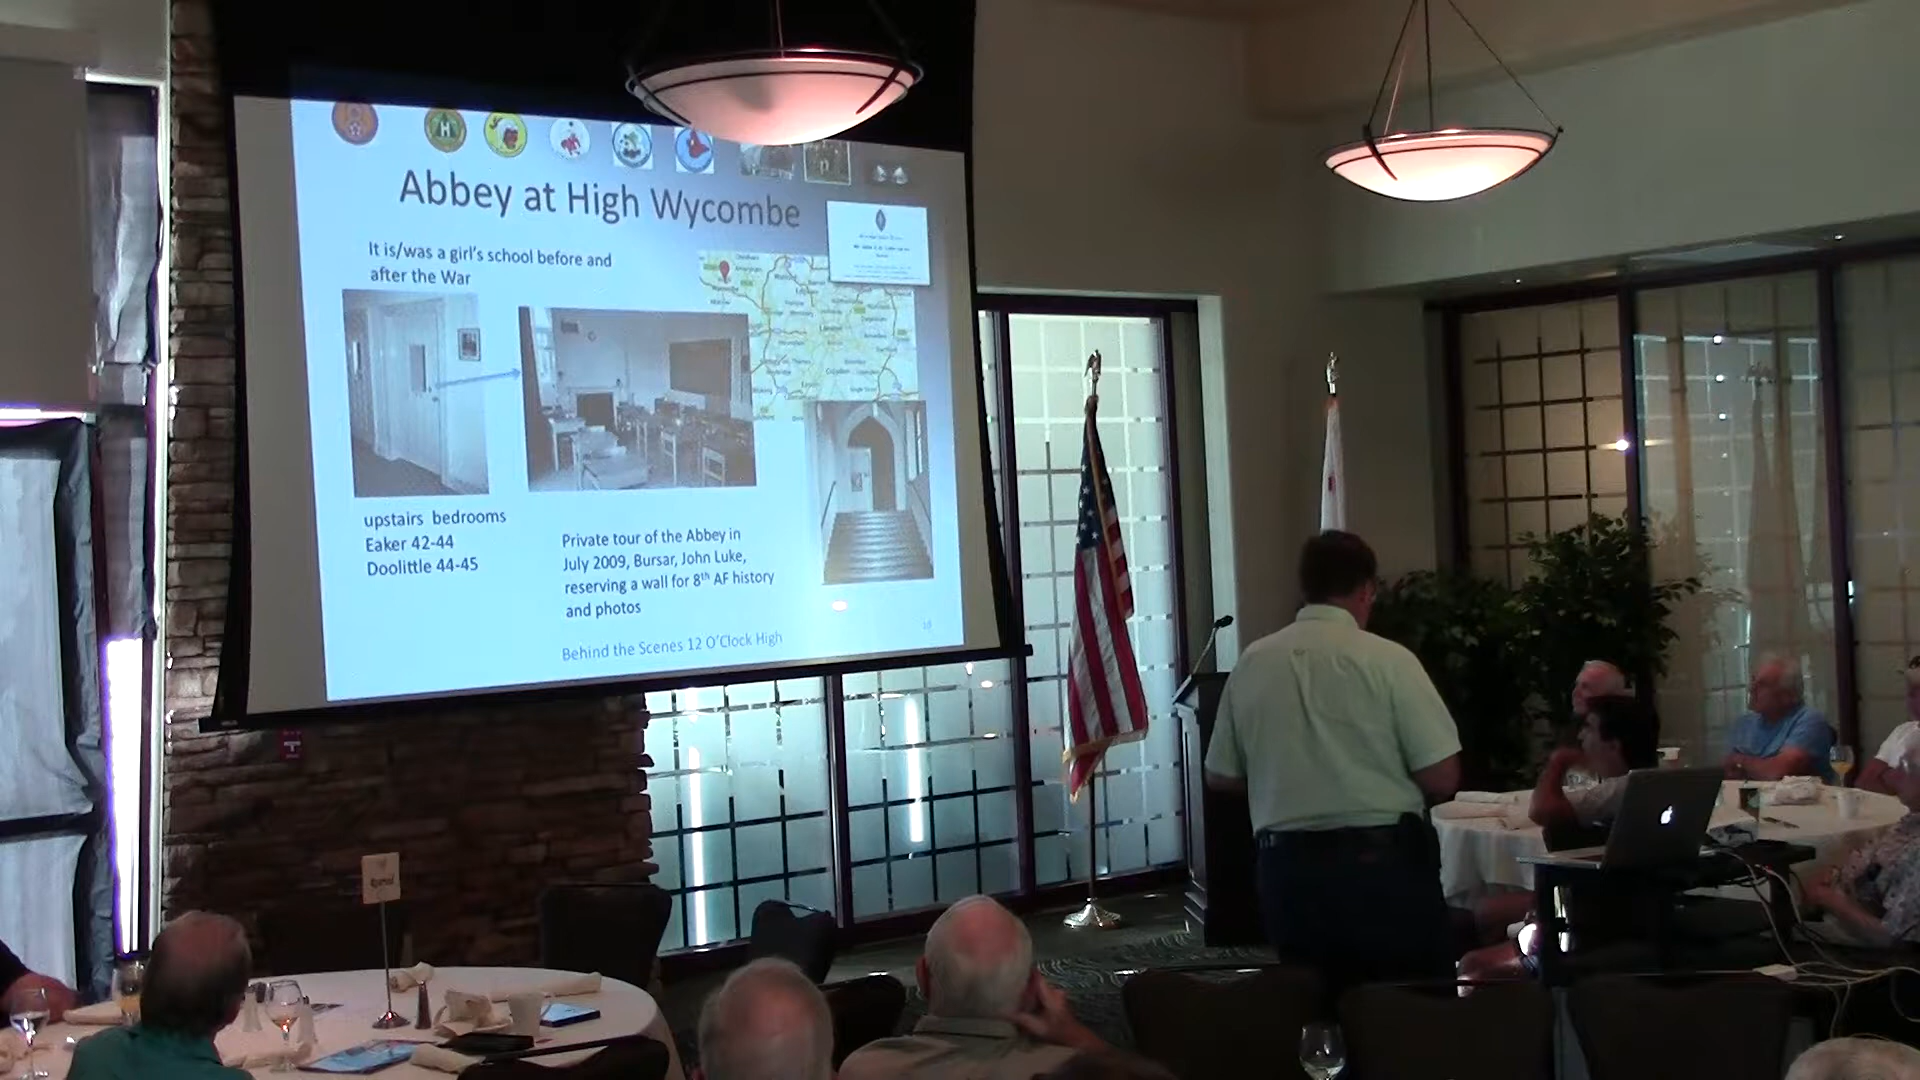 Abbey at High Wycombe
It is/was a girl's school before and
after the War
upstairs bedrooms
Eaker 42-44
Doolittle 44-45
Private tour of the Abbey in
July 2009, Bursar, John Luke,
reserving a wall for 8th AF history
and photos
Behind the Scenes 12 O'Clock High
H